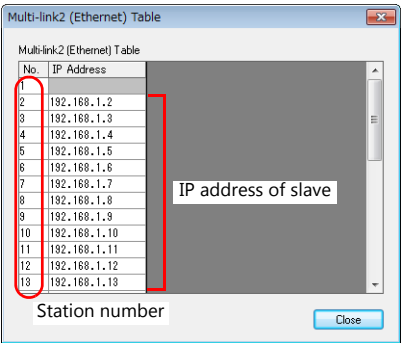 Multi-link2 (Ethernet) Table
Multi-link2 (Ethernet) Table
No. IP Address
1
2 192.168.1.2
3 192.168.1.3
4 192.168.1.4
5 192.168.1.5
6 192.168.1.6
7 192.168.1.7
8 192.168.1.8
9 192.168.1.9
10 192.168.1.10
11 192.168.1.11
12 192.168.1.12
13 192.168.1.13
IP address of slave
Station number
Close